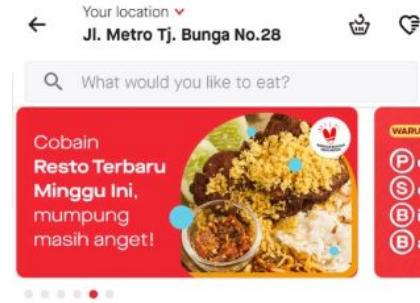 Your location
Jl. Metro Tj. Bunga No.28
What would you like to eat?
Cobain
Resto Terbaru
Minggu Ini,
mumpung
masih anget!
WARU
P
S
B
B